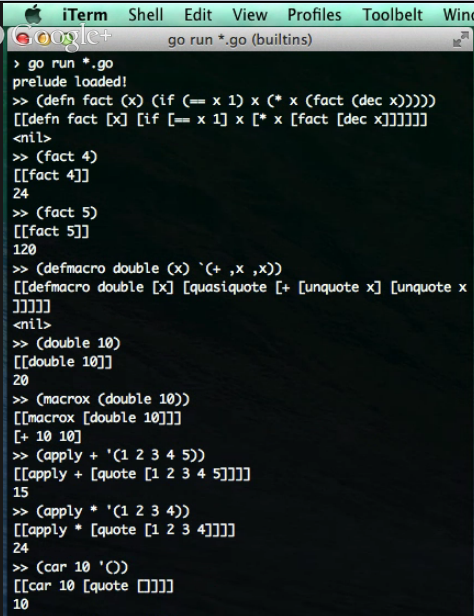 iTerm Shell Edit View Profiles Toolbelt
Google+ go run *.go (builtins)
› go run *.go
prelude loaded!
>> (defn fact (x) (if (== x 1) x (* x (fact (dec x)))))
[[defn fact [x] [if [== x 1] x [* x [fact [dec x]]]]]]
<nil>
>> (fact 4)
[[fact 4]]
24
>> (fact 5)
[[fact 5]]
120
>> (defmacro double (x) `(+ ,x ,x))
[[defmacro double [x] [quasiquote [+ [unquote x] [unquote x
]]]]]
<nil>
>> (double 10)
[[double 10]]
20
>> (macrox (double 10))
[[macrox [double 10]]]
[+ 10 10]
>> (apply + '(1 2 3 4 5))
[[apply + [quote [1 2 3 4 5]]]]
15
>> (apply * '(1 2 3 4))
[[apply * [quote [1 2 3 4]]]]
24
>> (car 10 '())
[[car 10 [quote []]]]
10